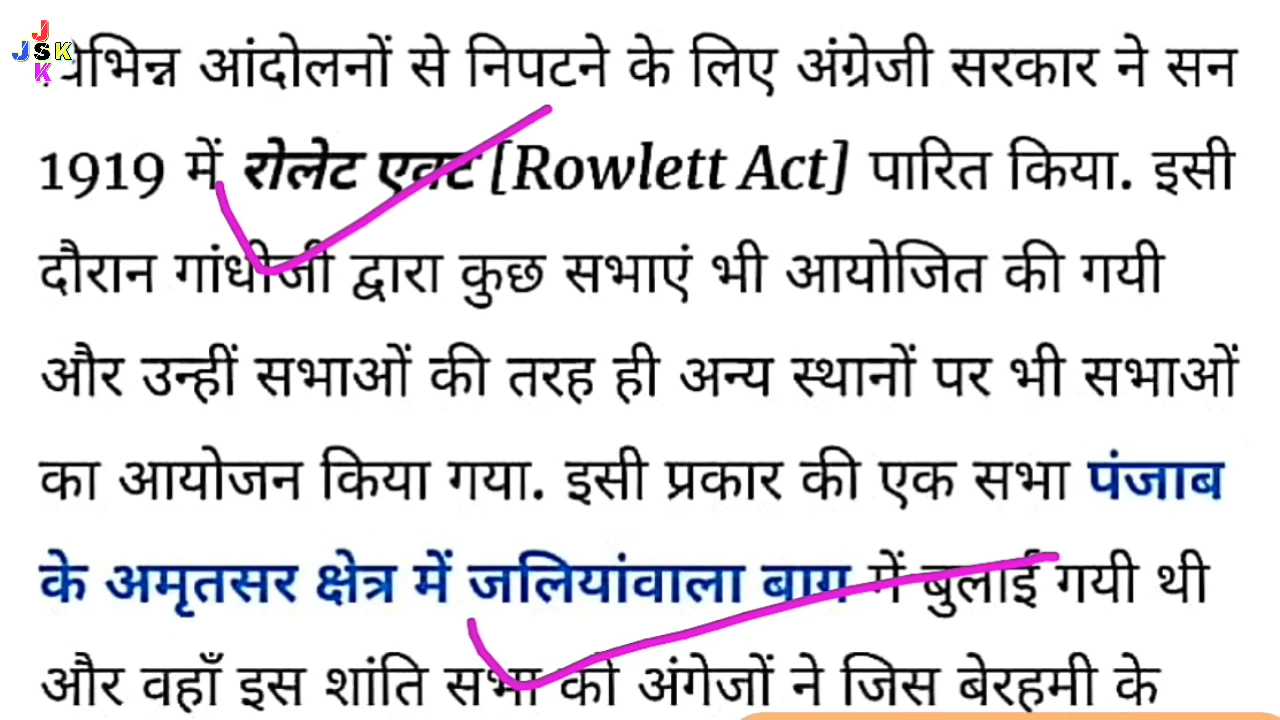 J
JSK
K
विभिन्न आंदोलनों से निपटने के लिए अंग्रेजी सरकार ने सन
1919 में रोलेट एक्ट [Rowlett Act] पारित किया. इसी
दौरान गांधीजी द्वारा कुछ सभाएं भी आयोजित की गयी
और उन्हीं सभाओं की तरह ही अन्य स्थानों पर भी सभाओं
का आयोजन किया गया. इसी प्रकार की एक सभा पंजाब
के अमृतसर क्षेत्र में जलियांवाला बाग में बुलाई गयी थी
और वहाँ इस शांति सभा को अंगेजों ने जिस बेरहमी के